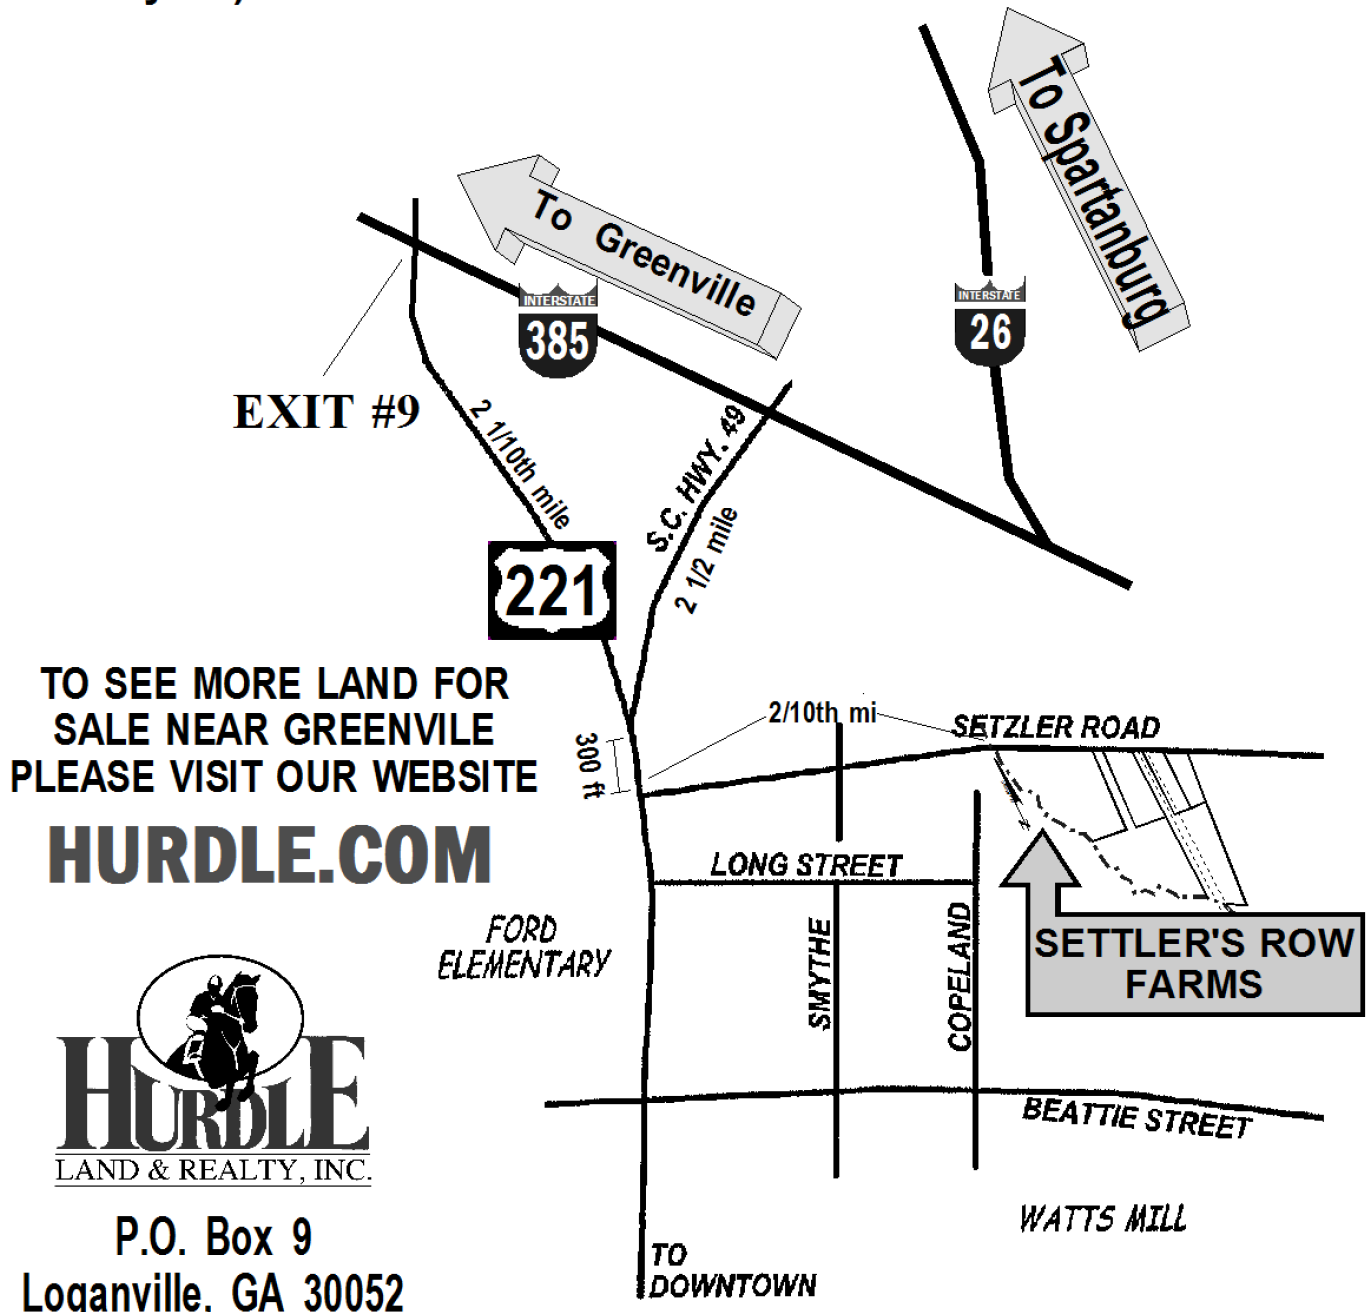 To Spartanburg
To Greenville
INTERSTATE
385
INTERSTATE
26
EXIT #9
2 1/10th mile
S.C. HWY. 49
2 1/2 mile
221
TO SEE MORE LAND FOR
SALE NEAR GREENVILE
PLEASE VISIT OUR WEBSITE
HURDLE.COM
300 ft
2/10th mi
SETZLER ROAD
LONG STREET
FORD
ELEMENTARY
SMYTHE
COPELAND
SETTLER'S ROW
FARMS
BEATTIE STREET
WATTS MILL
HURDLE
LAND & REALTY, INC.
P.O. Box 9
Loganville, GA 30052
TO
DOWNTOWN